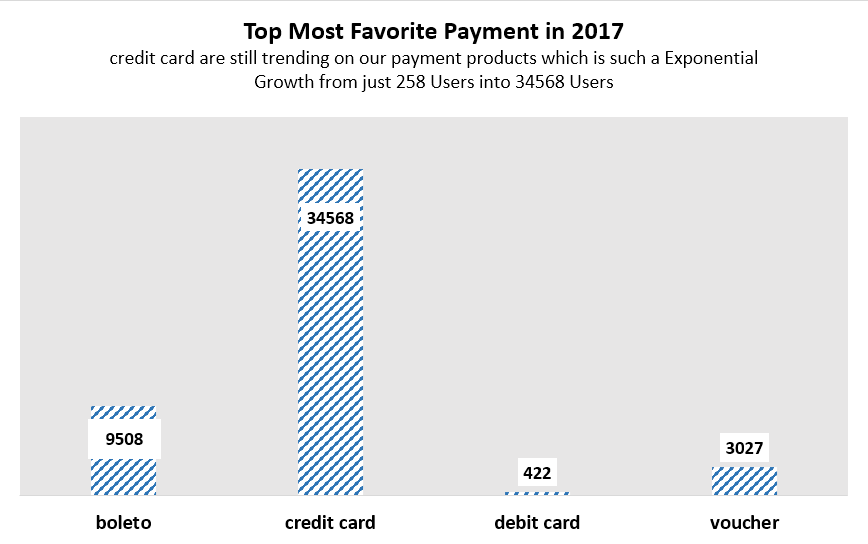 Top Most Favorite Payment in 2017
credit card are still trending on our payment products which is such a Exponential
Growth from just 258 Users into 34568 Users
34568
9508
3027
422
boleto
credit card
debit card
voucher